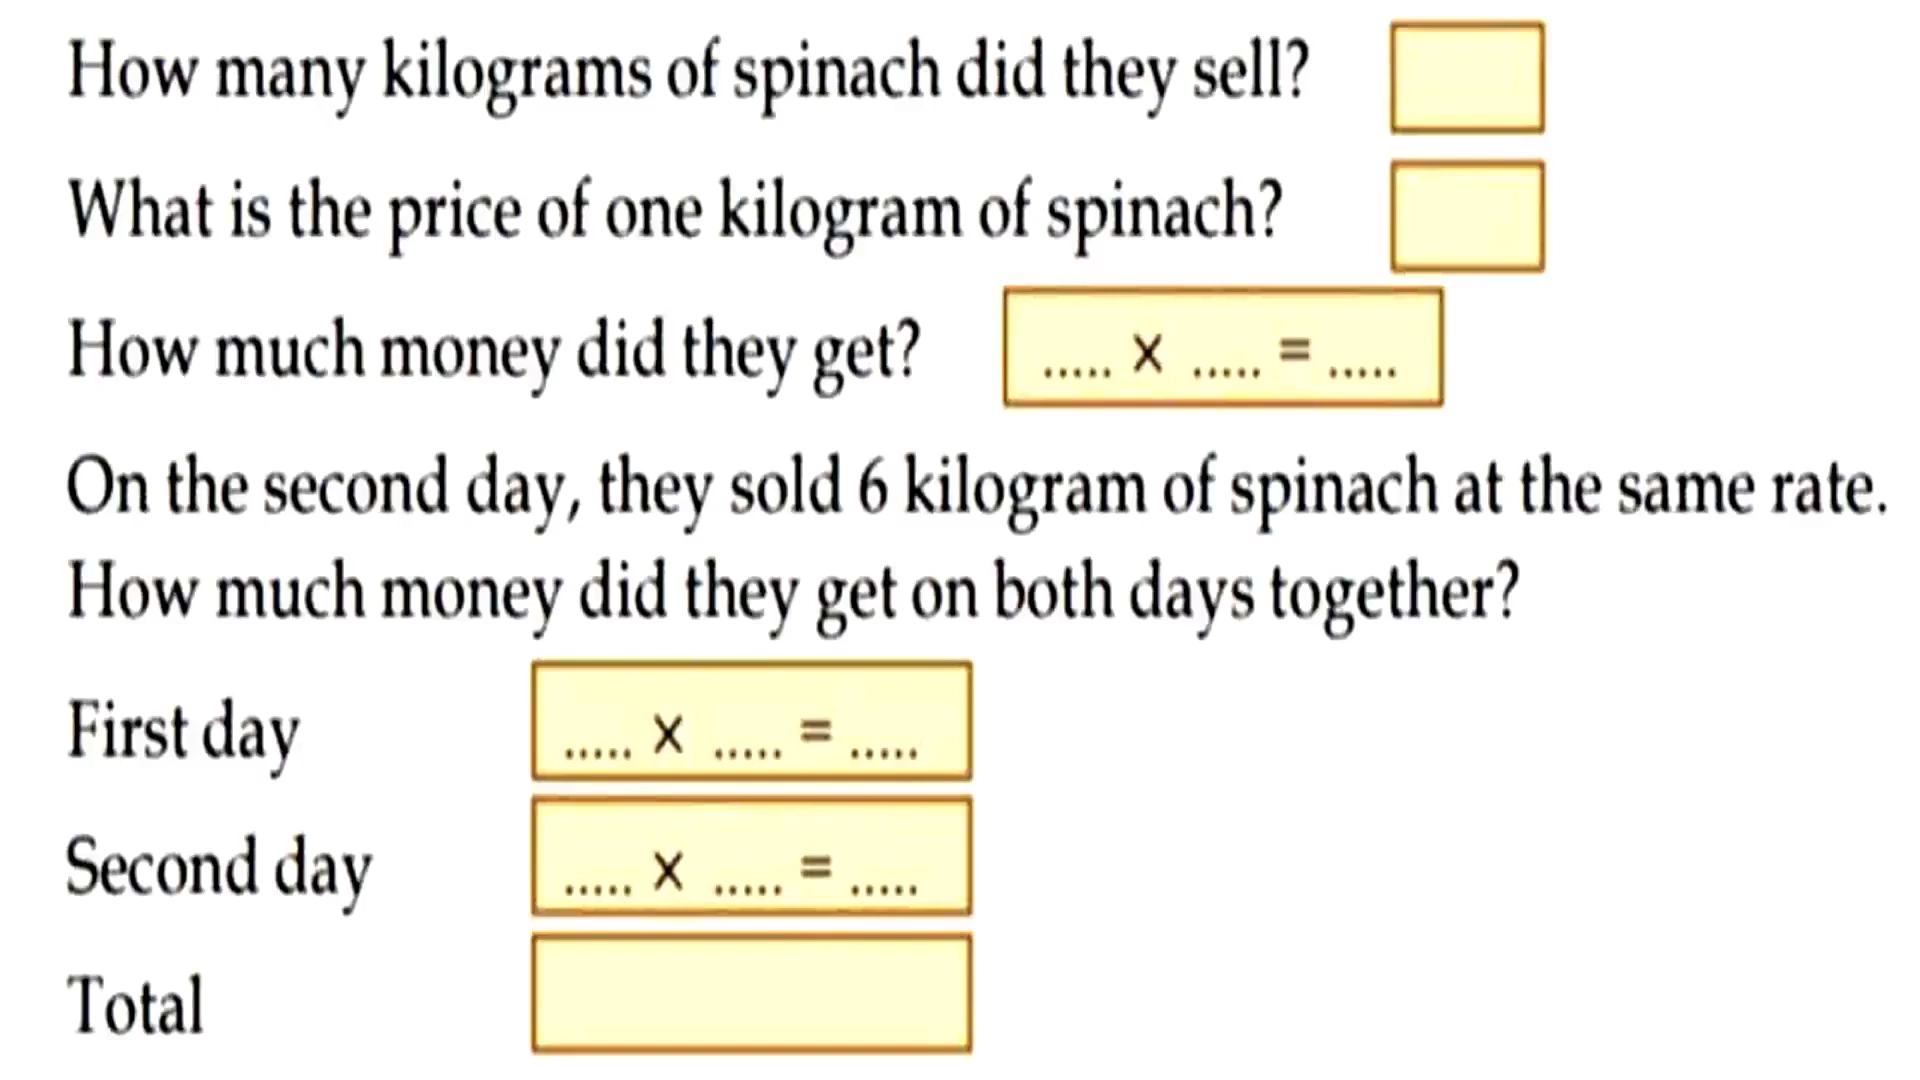 How many kilograms of spinach did they sell?
What is the price of one kilogram of spinach?
How much money did they get? ..... x ..... = .....
On the second day, they sold 6 kilogram of spinach at the same rate.
How much money did they get on both days together?
First day ..... x ..... = .....
Second day ..... x ..... = .....
Total